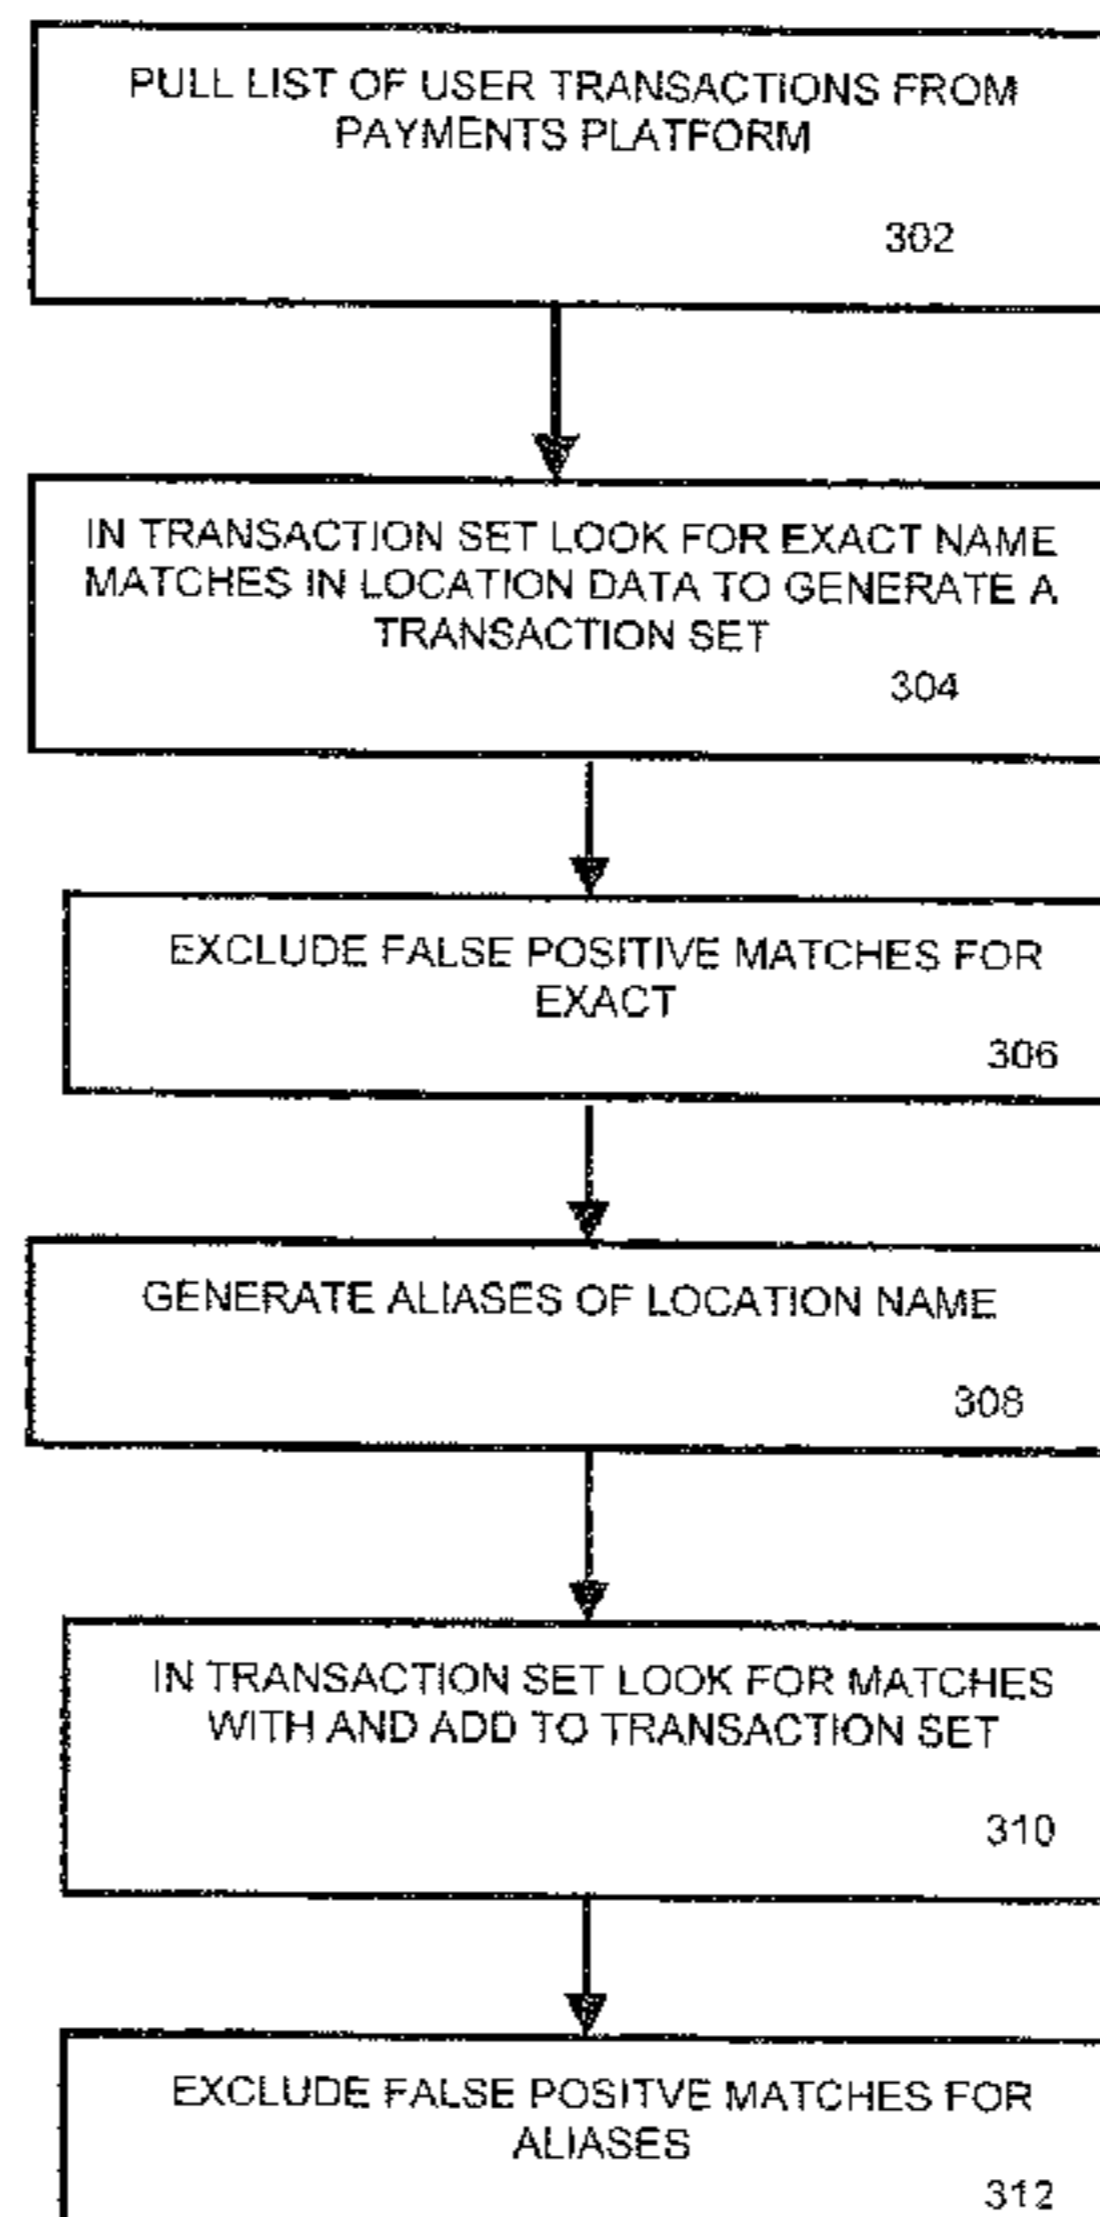 PULL LIST OF USER TRANSACTIONS FROM
PAYMENTS PLATFORM
302
IN TRANSACTION SET LOOK FOR EXACT NAME
MATCHES IN LOCATION DATA TO GENERATE A
TRANSACTION SET
304
EXCLUDE FALSE POSITIVE MATCHES FOR
EXACT
306
GENERATE ALIASES OF LOCATION NAME
308
IN TRANSACTION SET LOOK FOR MATCHES
WITH AND ADD TO TRANSACTION SET
310
EXCLUDE FALSE POSITVE MATCHES FOR
ALIASES
312